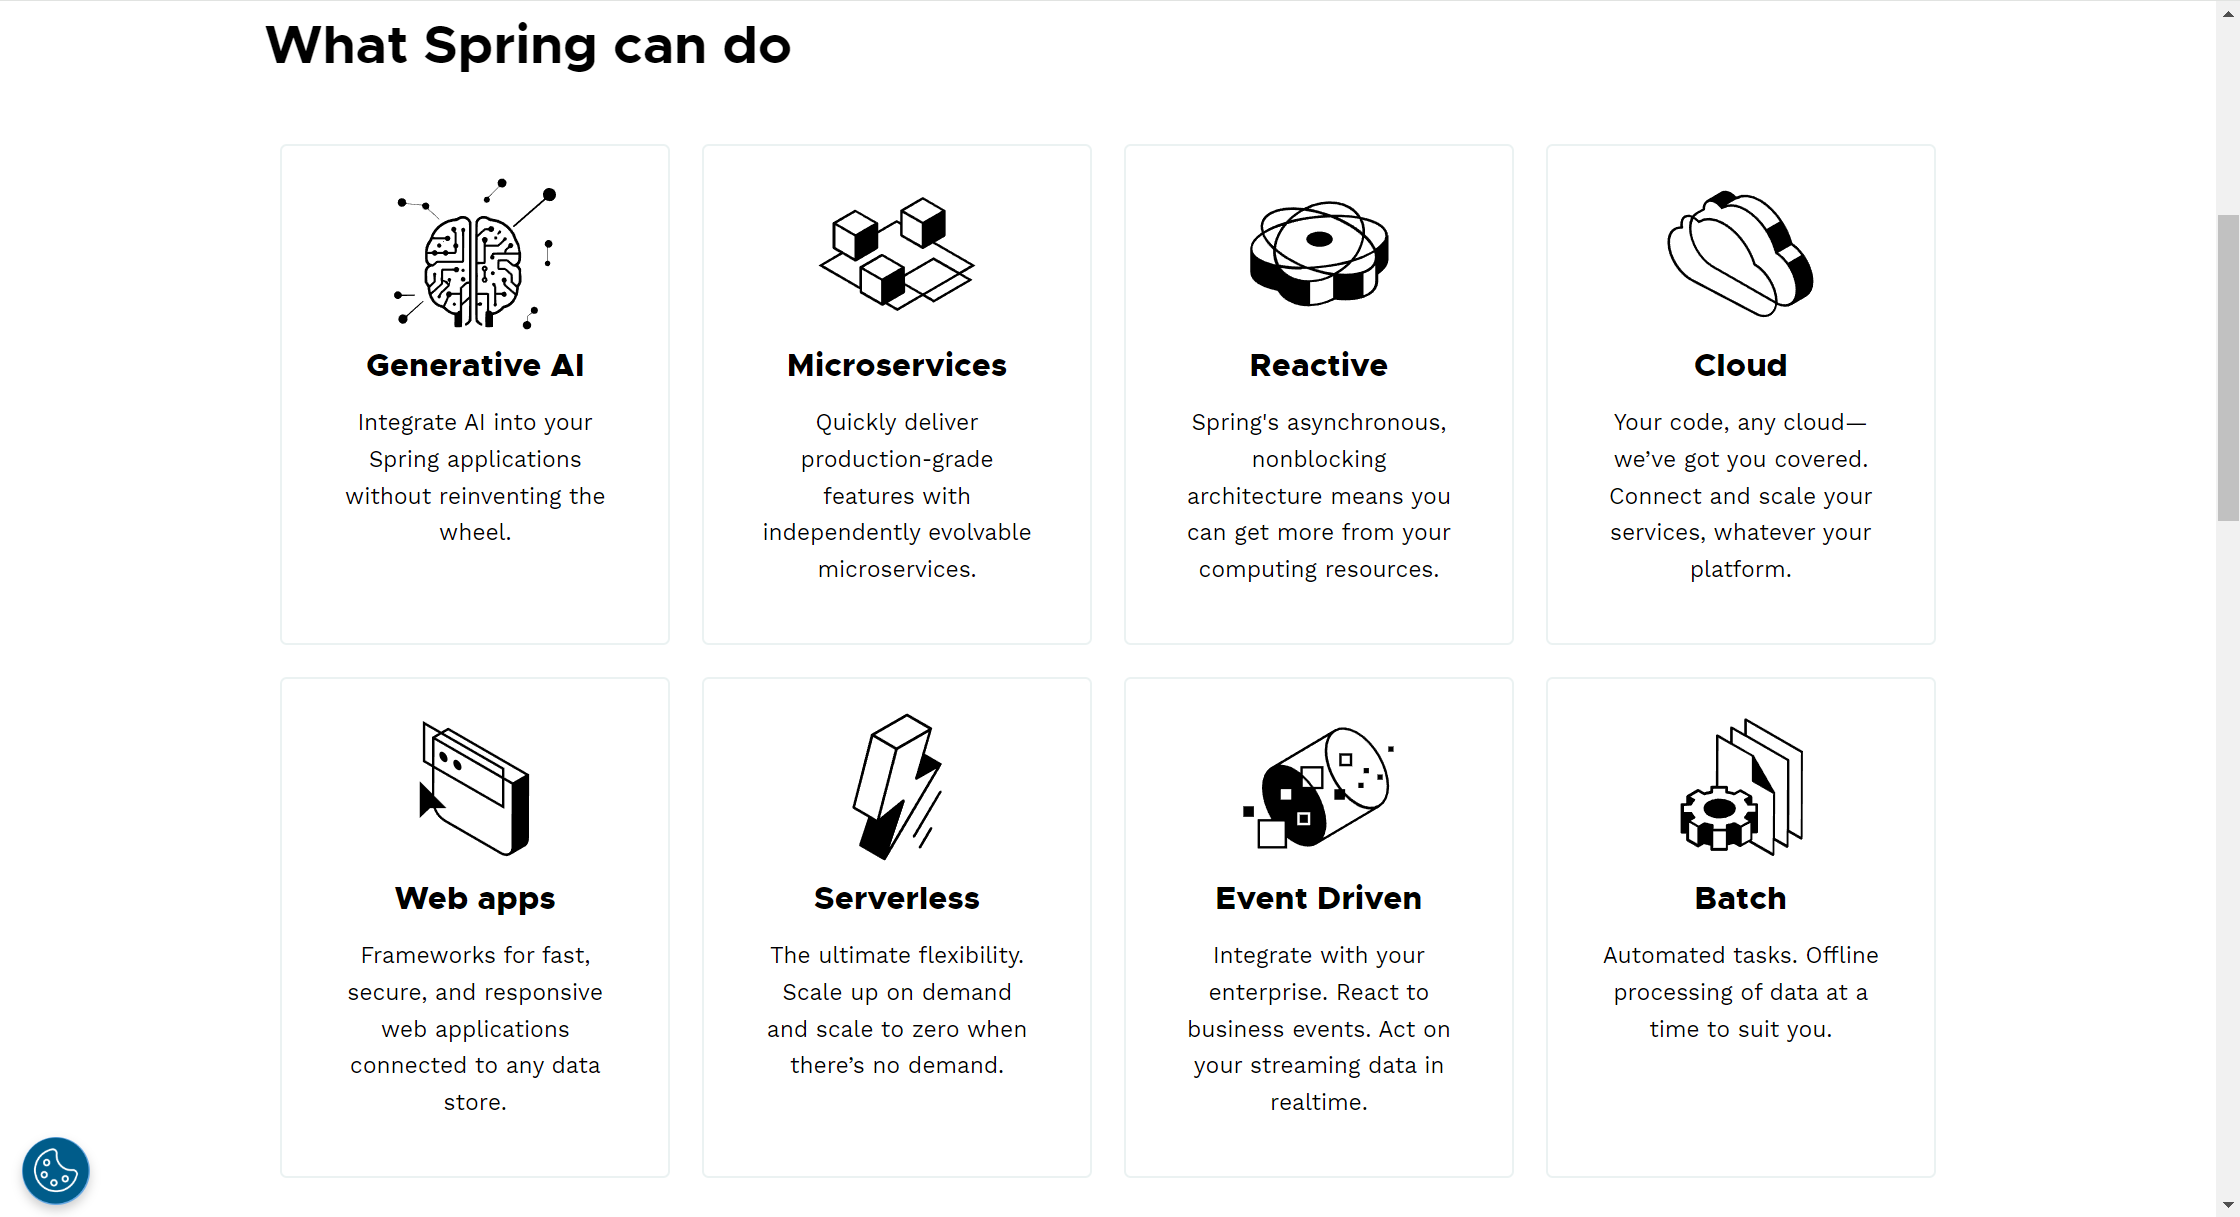 What Spring can do
Generative AI
Integrate AI into your
Spring applications
without reinventing the
wheel.
Microservices
Quickly deliver
production-grade
features with
independently evolvable
microservices.
Reactive
Spring's asynchronous,
nonblocking
architecture means you
can get more from your
computing resources.
Cloud
Your code, any cloud—
we’ve got you covered.
Connect and scale your
services, whatever your
platform.
Web apps
Frameworks for fast,
secure, and responsive
web applications
connected to any data
store.
Serverless
The ultimate flexibility.
Scale up on demand
and scale to zero when
there’s no demand.
Event Driven
Integrate with your
enterprise. React to
business events. Act on
your streaming data in
realtime.
Batch
Automated tasks. Offline
processing of data at a
time to suit you.